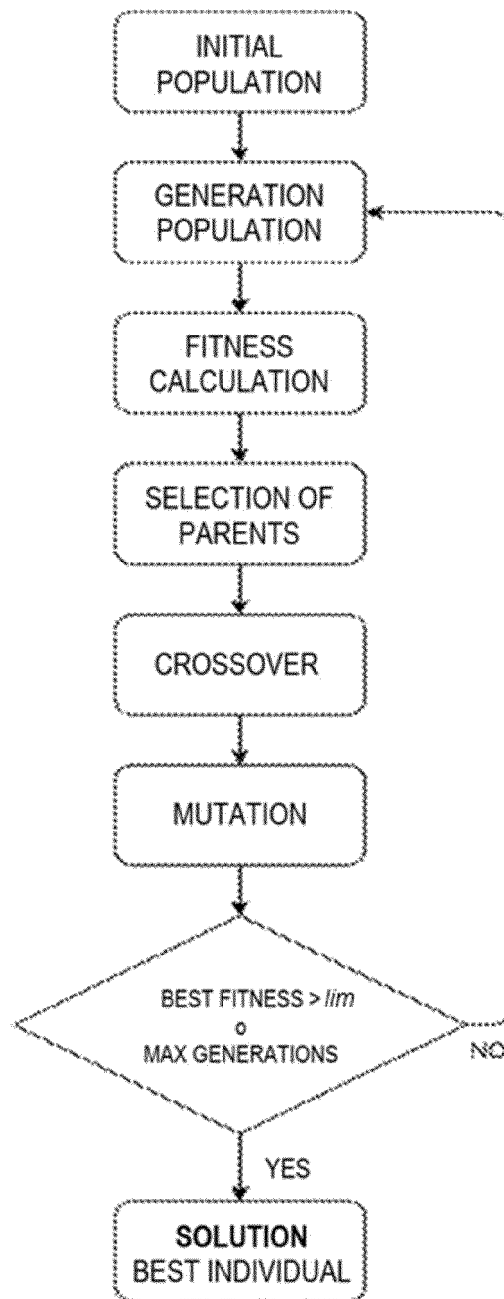 INITIAL
POPULATION
GENERATION
POPULATION
FITNESS
CALCULATION
SELECTION OF
PARENTS
CROSSOVER
MUTATION
BEST FITNESS > lim
o
MAX GENERATIONS
NO
YES
SOLUTION
BEST INDIVIDUAL